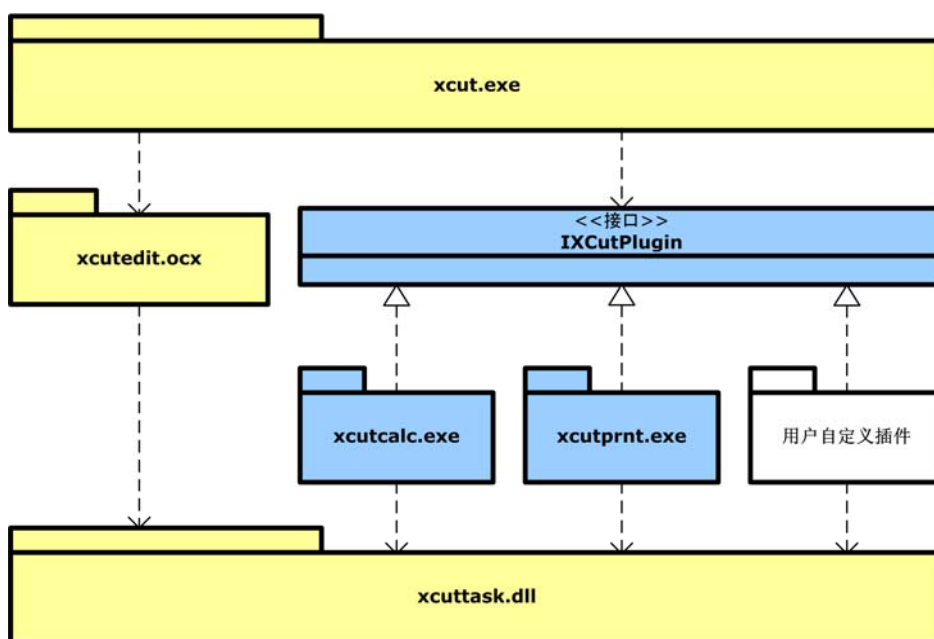 xcut.exe
<<接口>>
IXCutPlugin
xcutedit.ocx
xcutcalc.exe
xcutprnt.exe
用户自定义插件
xcuttask.dll